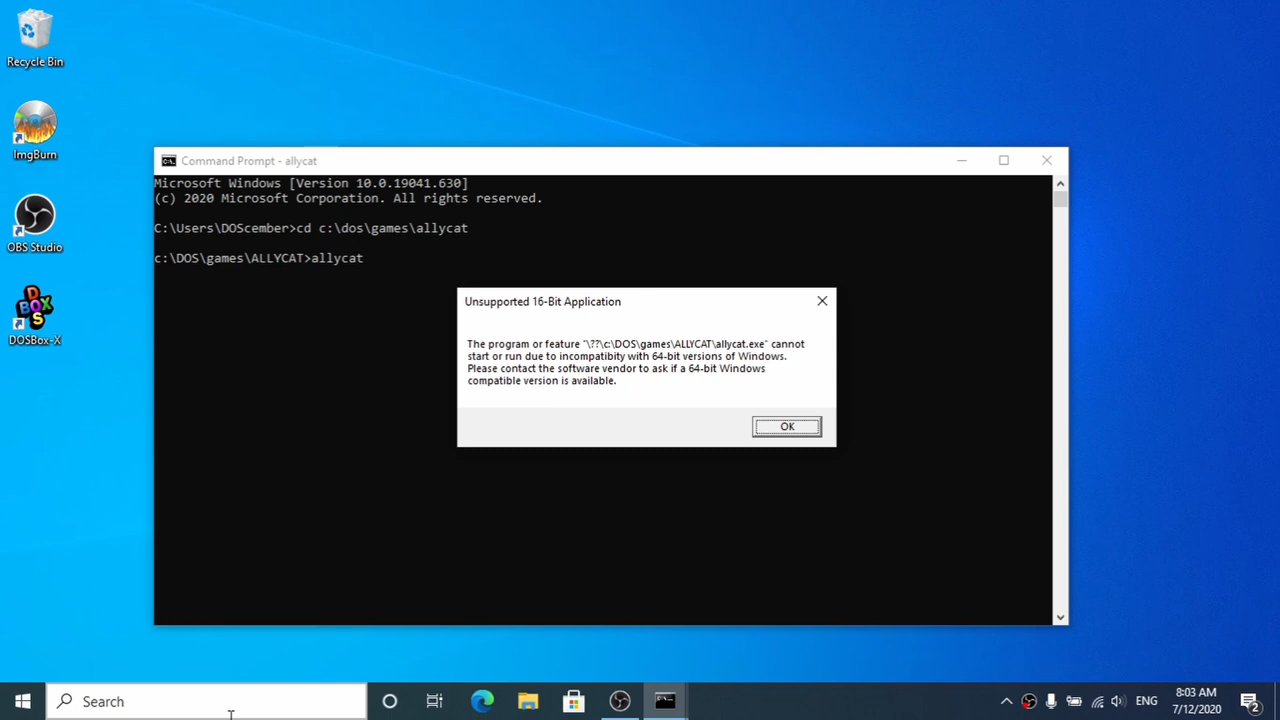 Recycle Bin
ImgBurn
OBS Studio
DOSBox-X
Command Prompt - allycat
Microsoft Windows [Version 10.0.19041.630]
(c) 2020 Microsoft Corporation. All rights reserved.
C:\Users\DOScember>cd c:\dos\games\allycat
c:\DOS\games\ALLYCAT>allycat
Unsupported 16-Bit Application
The program or feature "\??\c:\DOS\games\ALLYCAT\allycat.exe" cannot
start or run due to incompatibity with 64-bit versions of Windows.
Please contact the software vendor to ask if a 64-bit Windows
compatible version is available.
OK
Search
ENG
8:03 AM
7/12/2020
2